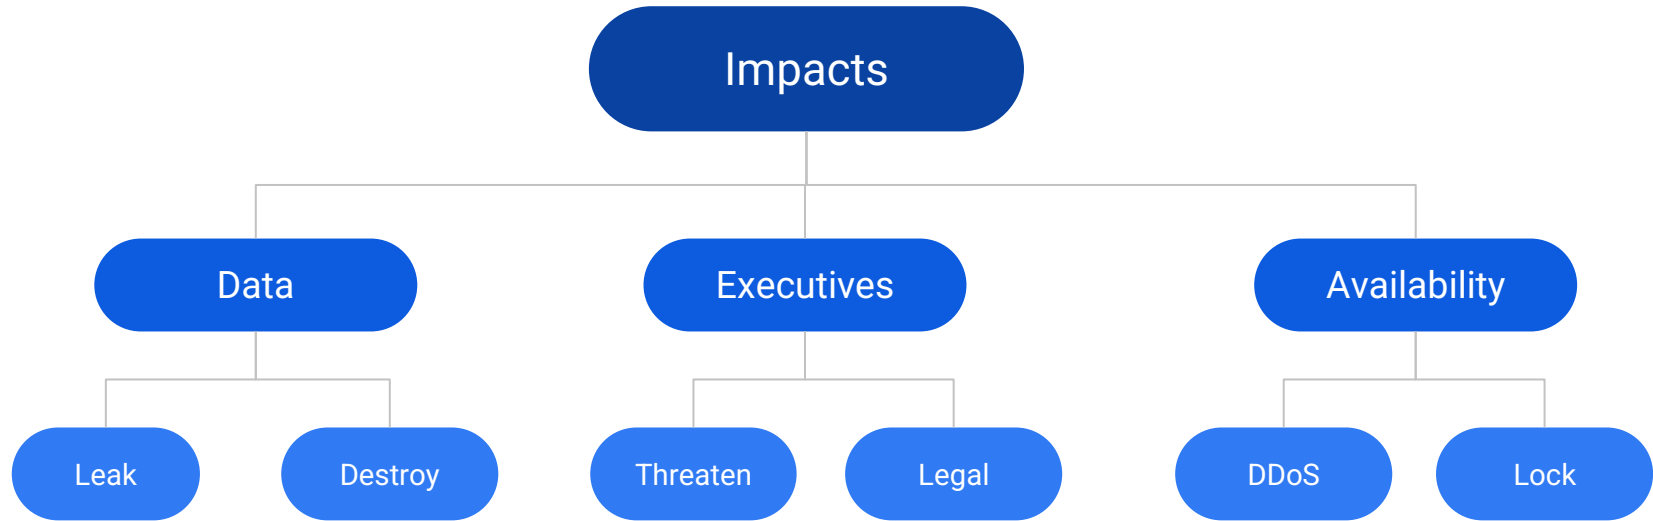 Impacts
Data
Executives
Availability
Leak
Destroy
Threaten
Legal
DDoS
Lock